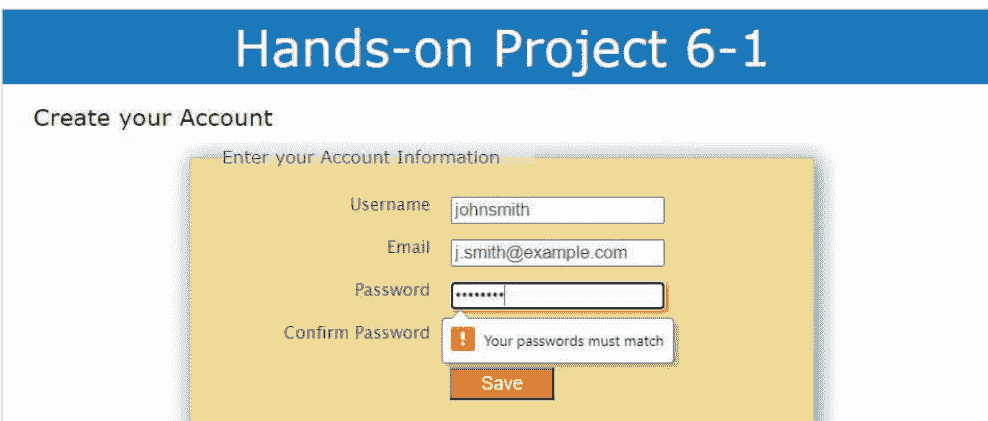 Hands-on Project 6-1
Create your Account
Enter your Account Information
Username johnsmith
Email j.smith@example.com
Password ••••••••
Confirm Password
! Your passwords must match
Save